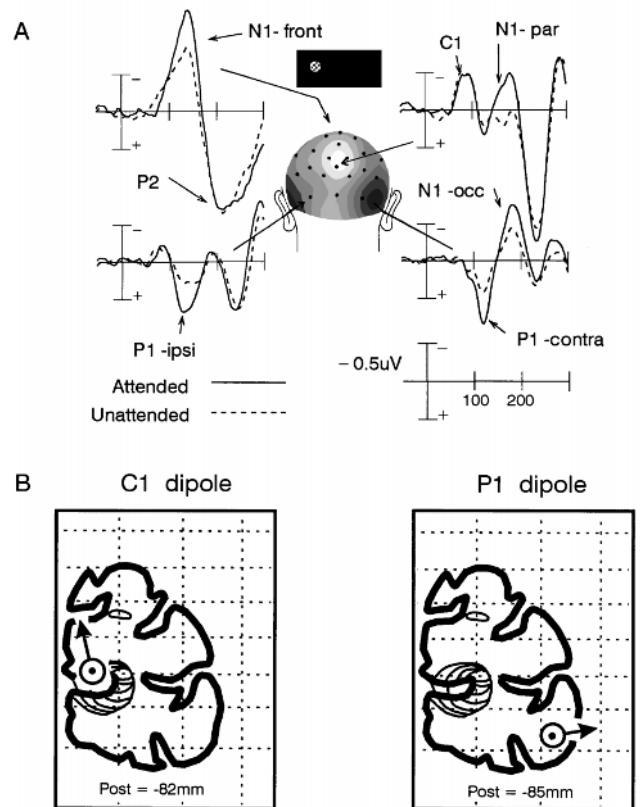 A
N1- front
C1
N1- par
−
+
−
+
P2
N1 -occ
−
+
−
+
P1 -ipsi
P1 -contra
− 0.5uV
−
+
100 200
Attended
Unattended
B
C1 dipole
P1 dipole
Post = -82mm
Post = -85mm